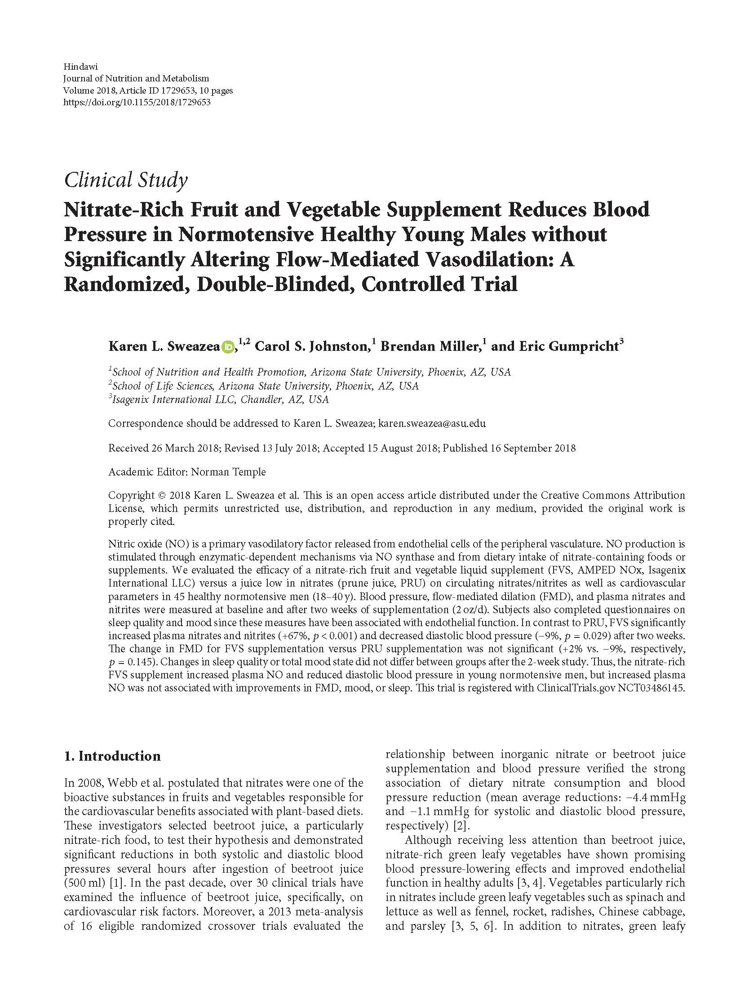 Hindawi
Journal of Nutrition and Metabolism
Volume 2018, Article ID 1729653, 10 pages
https://doi.org/10.1155/2018/1729653
Clinical Study
Nitrate-Rich Fruit and Vegetable Supplement Reduces Blood
Pressure in Normotensive Healthy Young Males without
Significantly Altering Flow-Mediated Vasodilation: A
Randomized, Double-Blinded, Controlled Trial
Karen L. Sweazea iD,1,2 Carol S. Johnston,1 Brendan Miller,1 and Eric Gumpricht3
1School of Nutrition and Health Promotion, Arizona State University, Phoenix, AZ, USA
2School of Life Sciences, Arizona State University, Phoenix, AZ, USA
3Isagenix International LLC, Chandler, AZ, USA
Correspondence should be addressed to Karen L. Sweazea; karen.sweazea@asu.edu
Received 26 March 2018; Revised 13 July 2018; Accepted 15 August 2018; Published 16 September 2018
Academic Editor: Norman Temple
Copyright © 2018 Karen L. Sweazea et al. This is an open access article distributed under the Creative Commons Attribution
License, which permits unrestricted use, distribution, and reproduction in any medium, provided the original work is
properly cited.
Nitric oxide (NO) is a primary vasodilatory factor released from endothelial cells of the peripheral vasculature. NO production is
stimulated through enzymatic-dependent mechanisms via NO synthase and from dietary intake of nitrate-containing foods or
supplements. We evaluated the efficacy of a nitrate-rich fruit and vegetable liquid supplement (FVS, AMPED NOx, Isagenix
International LLC) versus a juice low in nitrates (prune juice, PRU) on circulating nitrates/nitrites as well as cardiovascular
parameters in 45 healthy normotensive men (18–40 y). Blood pressure, flow-mediated dilation (FMD), and plasma nitrates and
nitrites were measured at baseline and after two weeks of supplementation (2 oz/d). Subjects also completed questionnaires on
sleep quality and mood since these measures have been associated with endothelial function. In contrast to PRU, FVS significantly
increased plasma nitrates and nitrites (+67%, p < 0.001) and decreased diastolic blood pressure (−9%, p = 0.029) after two weeks.
The change in FMD for FVS supplementation versus PRU supplementation was not significant (+2% vs. −9%, respectively,
p = 0.145). Changes in sleep quality or total mood state did not differ between groups after the 2-week study. Thus, the nitrate-rich
FVS supplement increased plasma NO and reduced diastolic blood pressure in young normotensive men, but increased plasma
NO was not associated with improvements in FMD, mood, or sleep. This trial is registered with ClinicalTrials.gov NCT03486145.
1. Introduction
In 2008, Webb et al. postulated that nitrates were one of the
bioactive substances in fruits and vegetables responsible for
the cardiovascular benefits associated with plant-based diets.
These investigators selected beetroot juice, a particularly
nitrate-rich food, to test their hypothesis and demonstrated
significant reductions in both systolic and diastolic blood
pressures several hours after ingestion of beetroot juice
(500 ml) [1]. In the past decade, over 30 clinical trials have
examined the influence of beetroot juice, specifically, on
cardiovascular risk factors. Moreover, a 2013 meta-analysis
of 16 eligible randomized crossover trials evaluated the
relationship between inorganic nitrate or beetroot juice
supplementation and blood pressure verified the strong
association of dietary nitrate consumption and blood
pressure reduction (mean average reductions: −4.4 mmHg
and −1.1 mmHg for systolic and diastolic blood pressure,
respectively) [2].
Although receiving less attention than beetroot juice,
nitrate-rich green leafy vegetables have shown promising
blood pressure-lowering effects and improved endothelial
function in healthy adults [3, 4]. Vegetables particularly rich
in nitrates include green leafy vegetables such as spinach and
lettuce as well as fennel, rocket, radishes, Chinese cabbage,
and parsley [3, 5, 6]. In addition to nitrates, green leafy